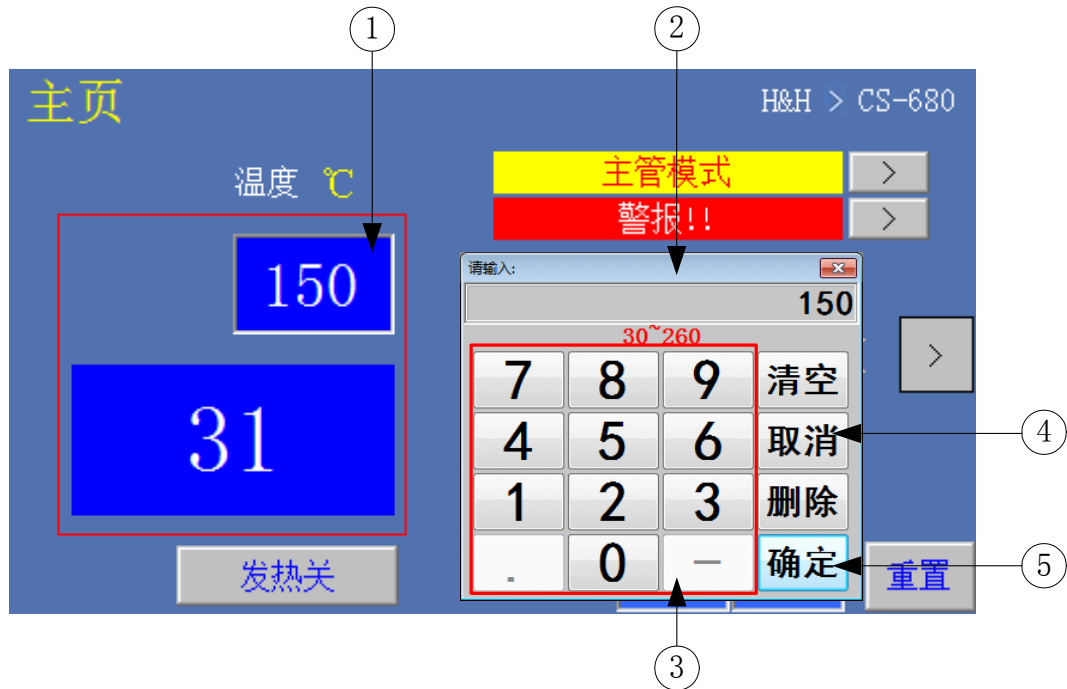 1
2
主页
H&H > CS-680
温度 ℃
主管模式
>
警报!!
>
150
请输入:
150
30~260
>
7 8 9 清空
4 5 6 取消
4
31
1 2 3 删除
. 0 - 确定
5
发热关
重置
3